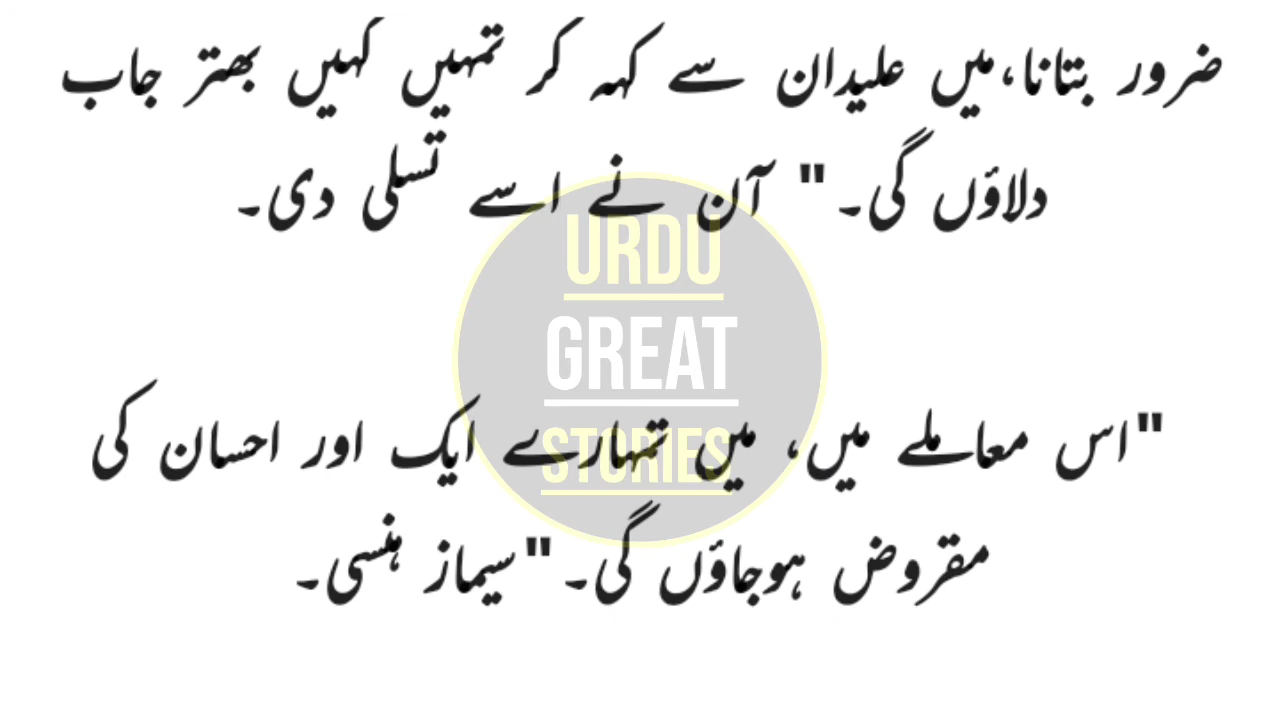 ضرور بتانا،میں علیدان سے کہہ کر تمہیں کہیں بھتر جاب
دلاؤں گی۔" آن نے اسے تسلی دی۔
URDU
GREAT
STORIES
"اس معاملے میں، میں تمہارے ایک اور احسان کی
مقروض ہوجاؤں گی۔"سیماز ہنسی۔